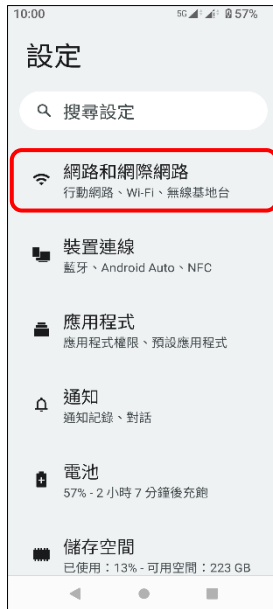 10:00 5G 57%
設定
搜尋設定
網路和網際網路
行動網路、Wi-Fi、無線基地台
裝置連線
藍牙、Android Auto、NFC
應用程式
應用程式權限、預設應用程式
通知
通知記錄、對話
電池
57% - 2 小時 7 分鐘後充飽
儲存空間
已使用：13% - 可用空間：223 GB